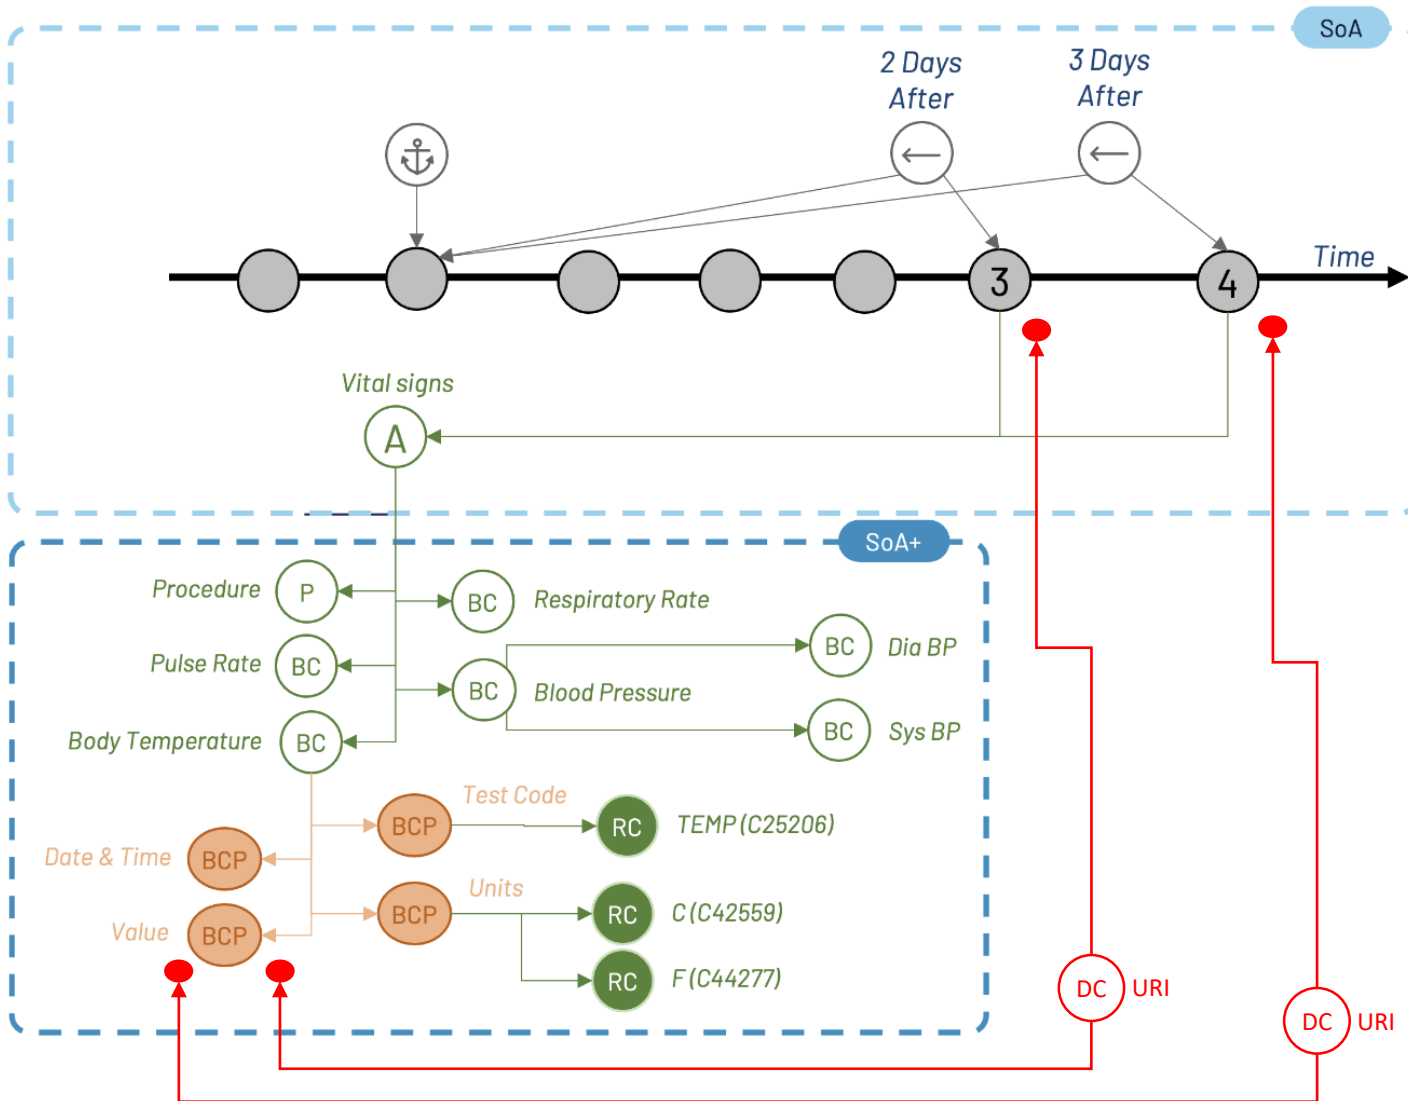 SoA
2 Days
After
3 Days
After
3
4
Time
Vital signs
A
SoA+
Procedure
P
BC
Respiratory Rate
Pulse Rate
BC
BC
Blood Pressure
BC
Dia BP
Body Temperature
BC
BC
Sys BP
Test Code
BCP
RC
TEMP (C25206)
Date & Time
BCP
Units
BCP
RC
C (C42559)
Value
BCP
RC
F (C44277)
DC
URI
DC
URI